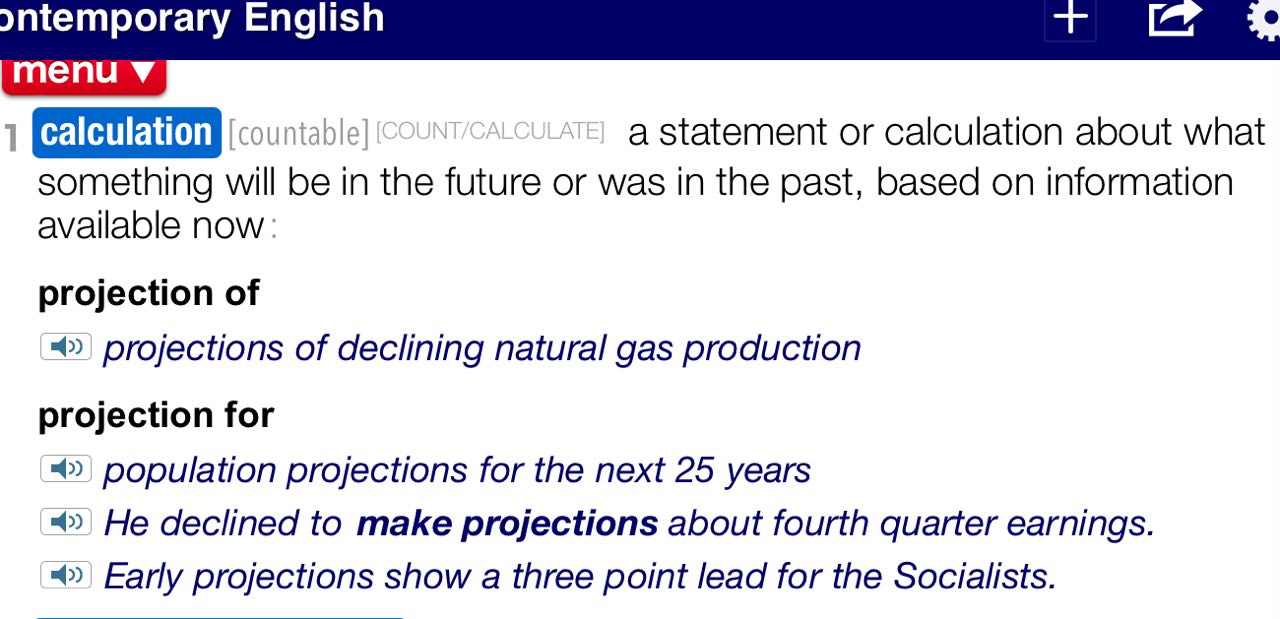 ontemporary English
menu ▼
1 calculation [countable] [COUNT/CALCULATE] a statement or calculation about what
something will be in the future or was in the past, based on information
available now:
projection of
projections of declining natural gas production
projection for
population projections for the next 25 years
He declined to make projections about fourth quarter earnings.
Early projections show a three point lead for the Socialists.